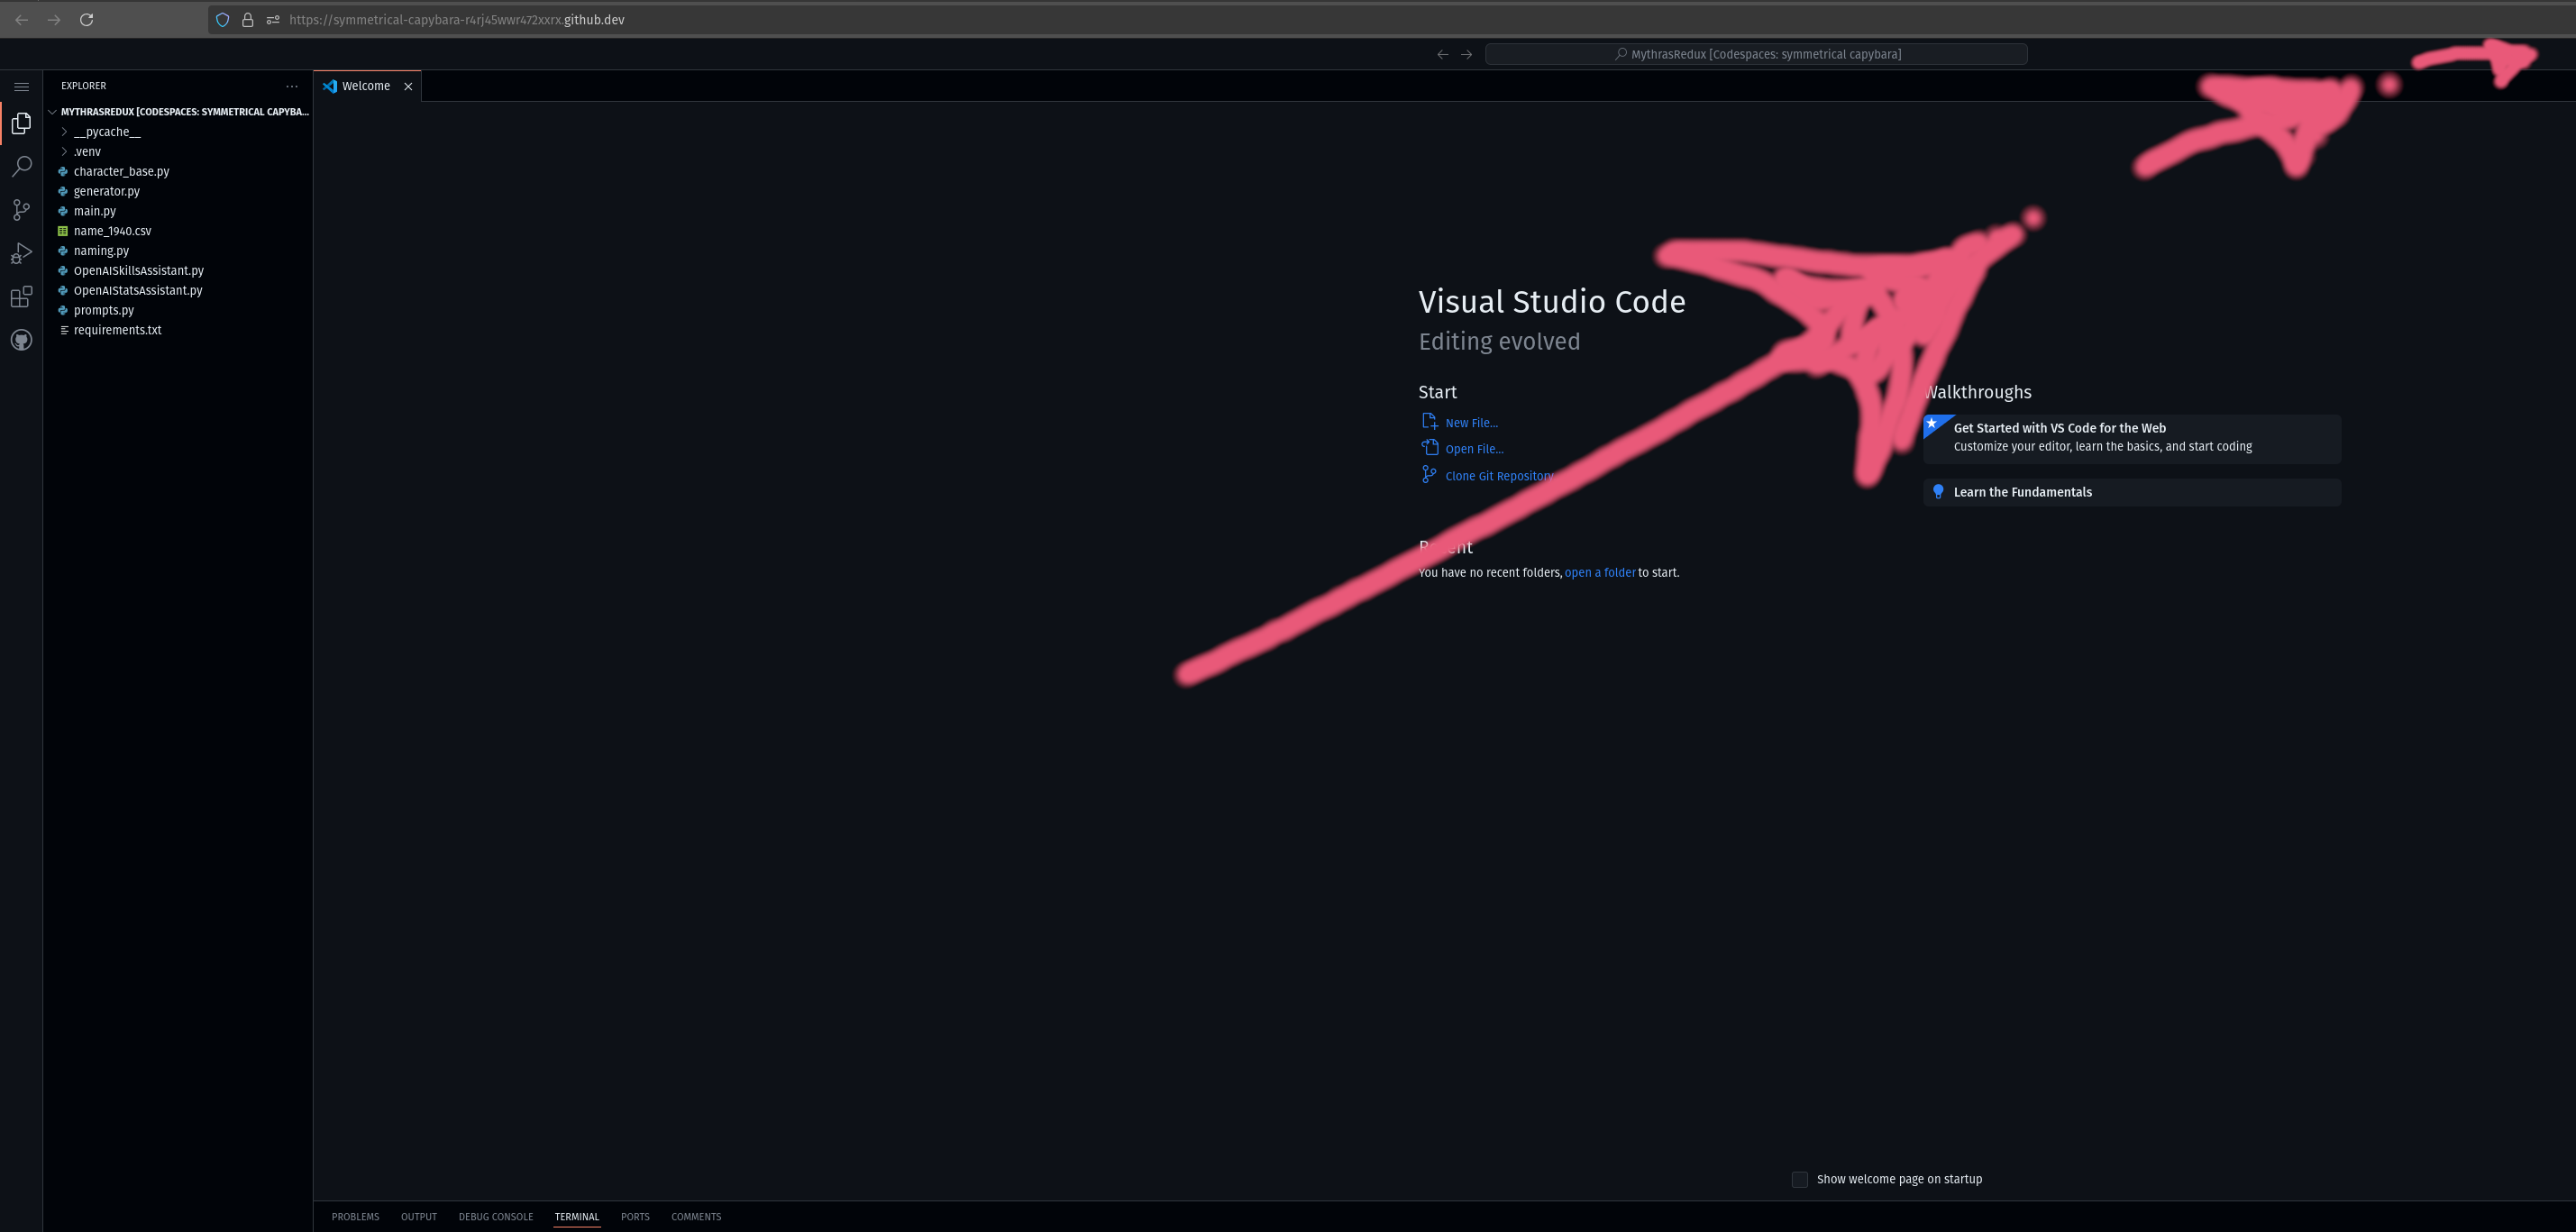 https://symmetrical-capybara-r4rj45wwr472xxrx.github.dev
MythrasRedux [Codespaces: symmetrical capybara]
EXPLORER
Welcome
MYTHRASREDUX [CODESPACES: SYMMETRICAL CAPYBA...
__pycache__
.venv
character_base.py
generator.py
main.py
name_1940.csv
naming.py
OpenAISkillsAssistant.py
OpenAIStatsAssistant.py
prompts.py
requirements.txt
Visual Studio Code
Editing evolved
Start
New File...
Open File...
Clone Git Repository
You have no recent folders, open a folder to start.
Walkthroughs
Get Started with VS Code for the Web
Customize your editor, learn the basics, and start coding
Learn the Fundamentals
Show welcome page on startup
PROBLEMS OUTPUT DEBUG CONSOLE TERMINAL PORTS COMMENTS